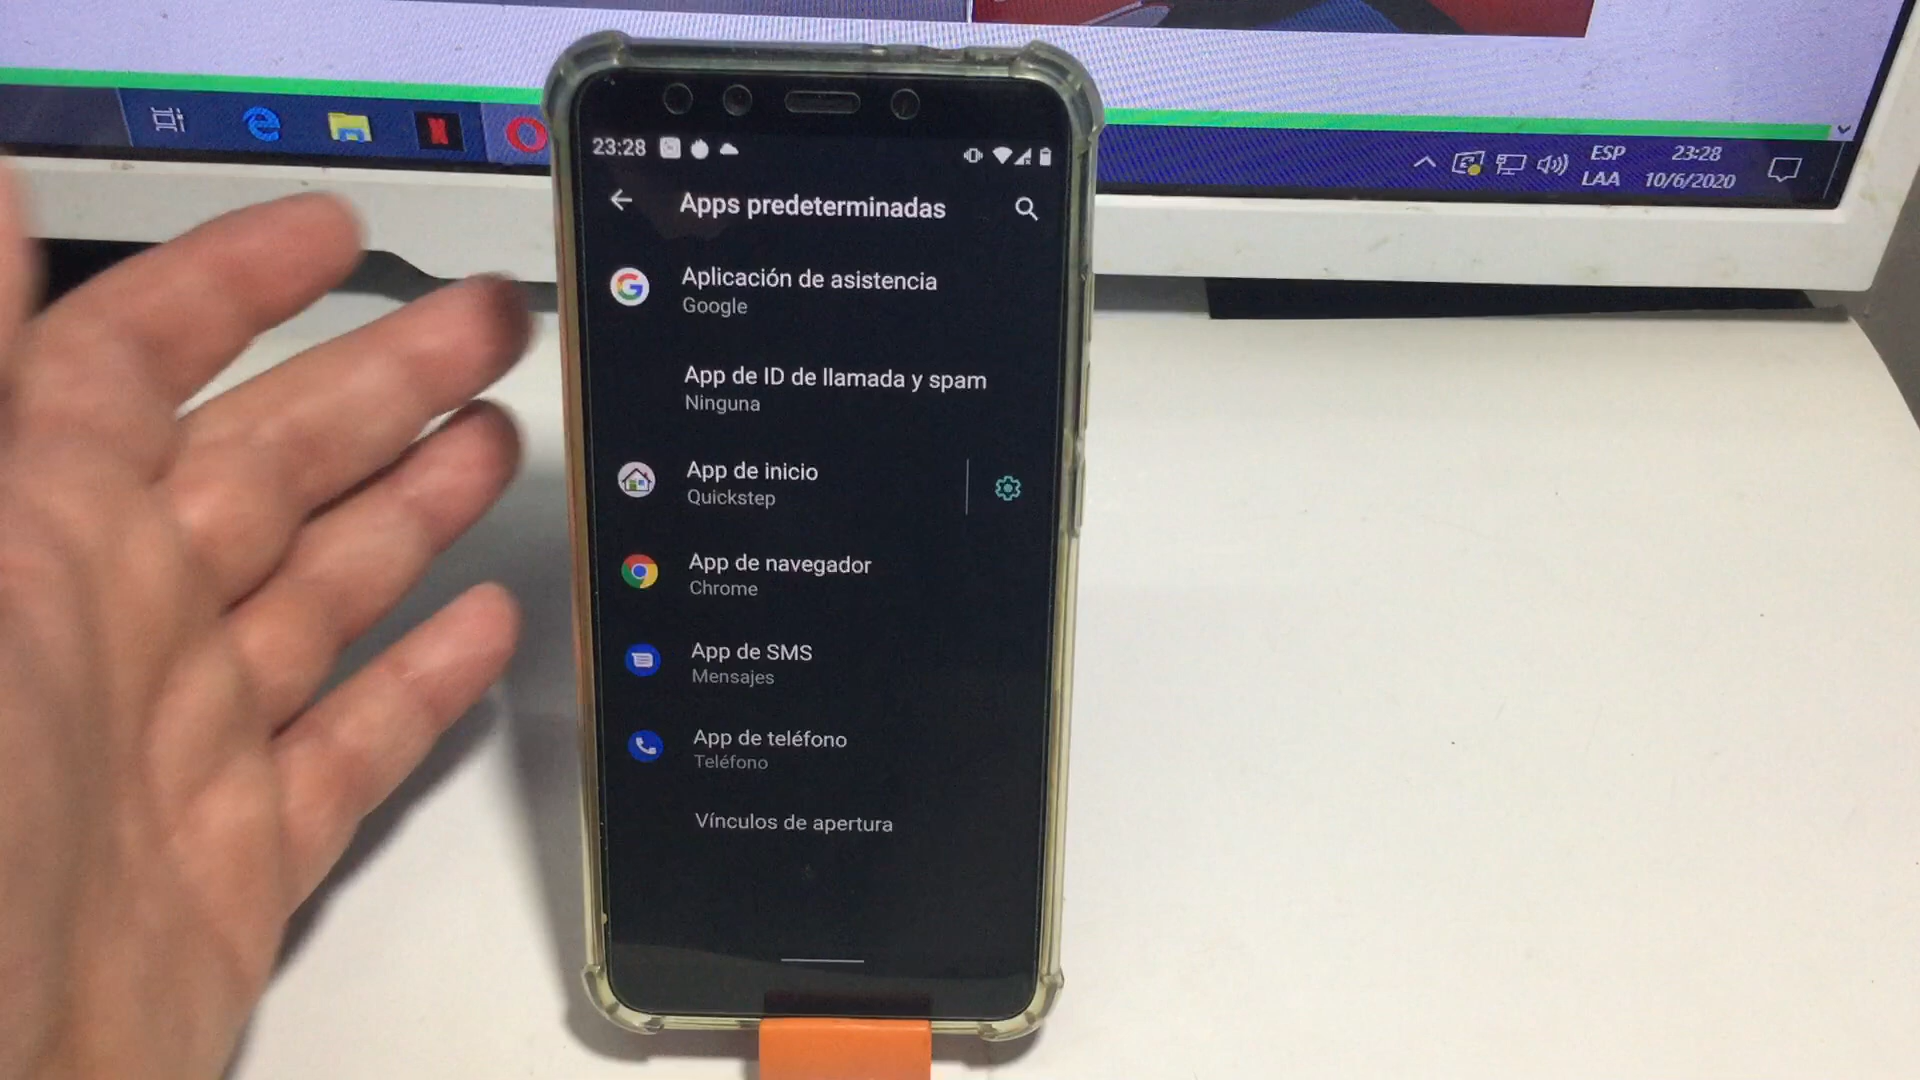 23:28
Apps predeterminadas
Aplicación de asistencia
Google
App de ID de llamada y spam
Ninguna
App de inicio
Quickstep
App de navegador
Chrome
App de SMS
Mensajes
App de teléfono
Teléfono
Vínculos de apertura
ESP
LAA
23:28
10/6/2020